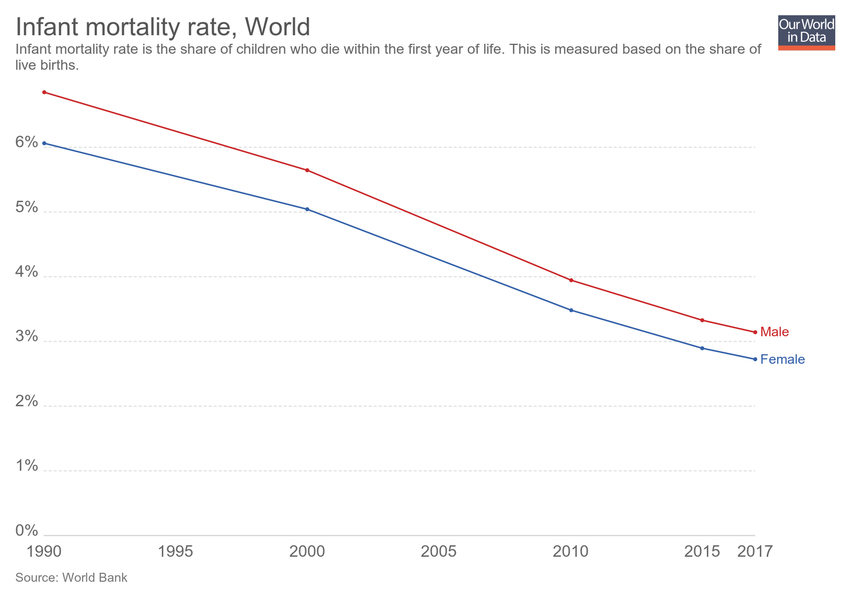 Infant mortality rate, World
Our World
in Data
Infant mortality rate is the share of children who die within the first year of life. This is measured based on the share of
live births.
6%
5%
4%
3%
2%
1%
0%
Male
Female
1990
1995
2000
2005
2010
2015
2017
Source: World Bank